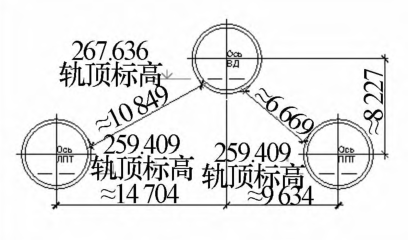 267.636
轨顶标高
Ось
ВД
≈10 849
≈6 669
≈8 227
Ось
ЛПТ
259.409
轨顶标高
259.409
轨顶标高
Ось
ППТ
≈14 704
≈9 634